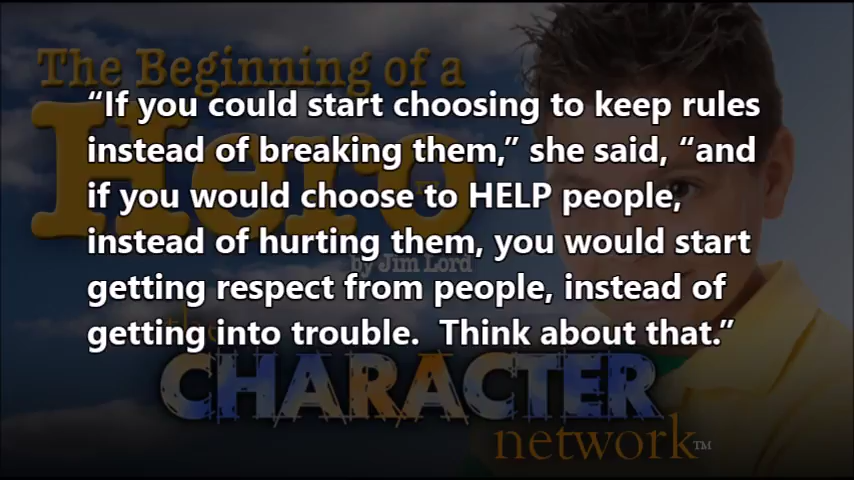 The Beginning of a
Hero
by Jim Lord
“If you could start choosing to keep rules
instead of breaking them,” she said, “and
if you would choose to HELP people,
instead of hurting them, you would start
getting respect from people, instead of
getting into trouble.  Think about that.”
the
CHARACTER
network™